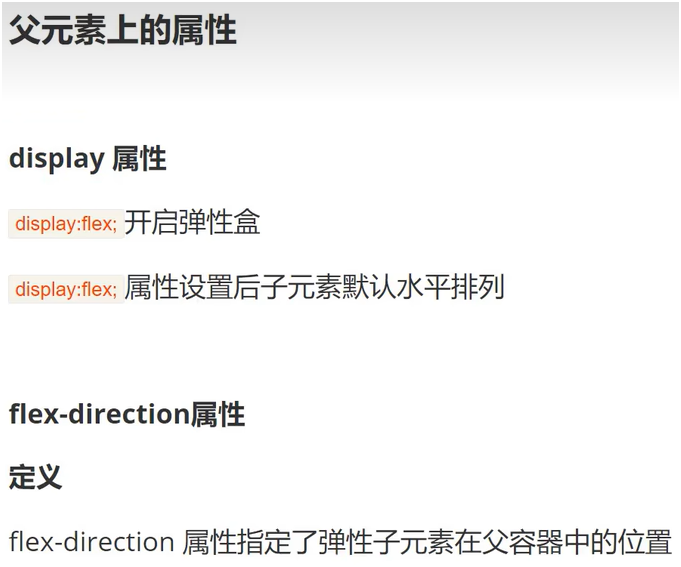 父元素上的属性
display 属性
display:flex;开启弹性盒
display:flex;属性设置后子元素默认水平排列
flex-direction属性
定义
flex-direction 属性指定了弹性子元素在父容器中的位置